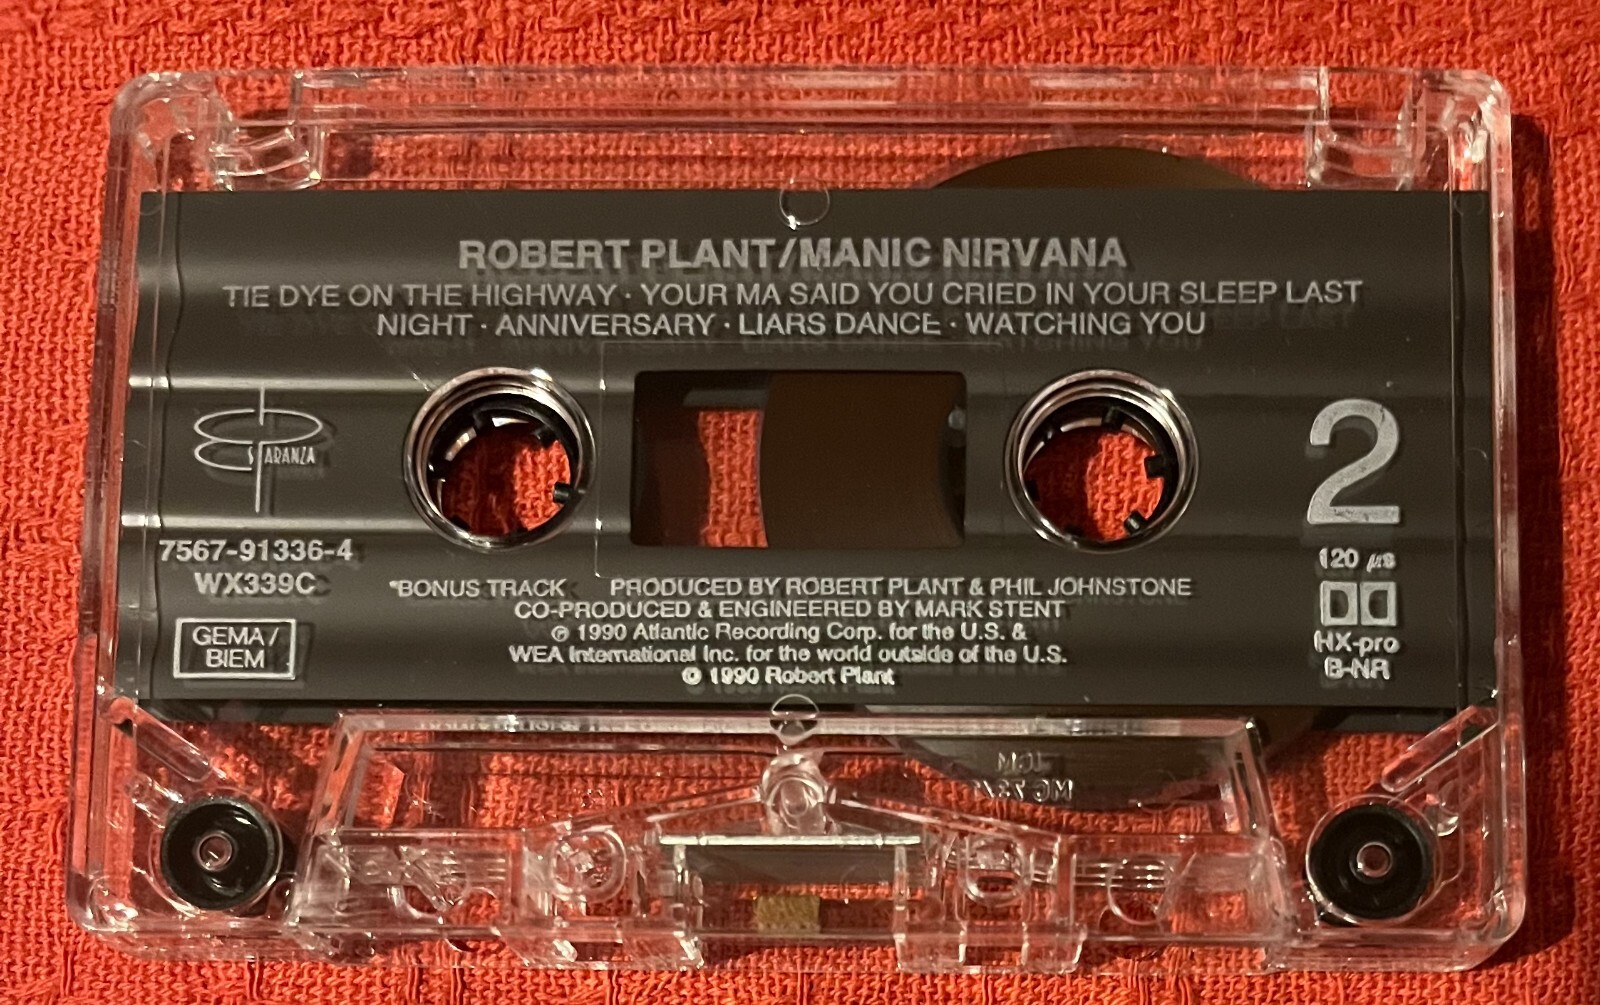 ROBERT PLANT/MANIC NIRVANA
TIE DYE ON THE HIGHWAY · YOUR MA SAID YOU CRIED IN YOUR SLEEP LAST
NIGHT · ANNIVERSARY · LIARS DANCE · WATCHING YOU
ESPARANZA
2
7567-91336-4
WX339C
GEMA/
BIEM
*BONUS TRACK PRODUCED BY ROBERT PLANT & PHIL JOHNSTONE
CO-PRODUCED & ENGINEERED BY MARK STENT
℗ 1990 Atlantic Recording Corp. for the U.S. &
WEA International Inc. for the world outside of the U.S.
© 1990 Robert Plant
120 µs
HX-pro
B-NR